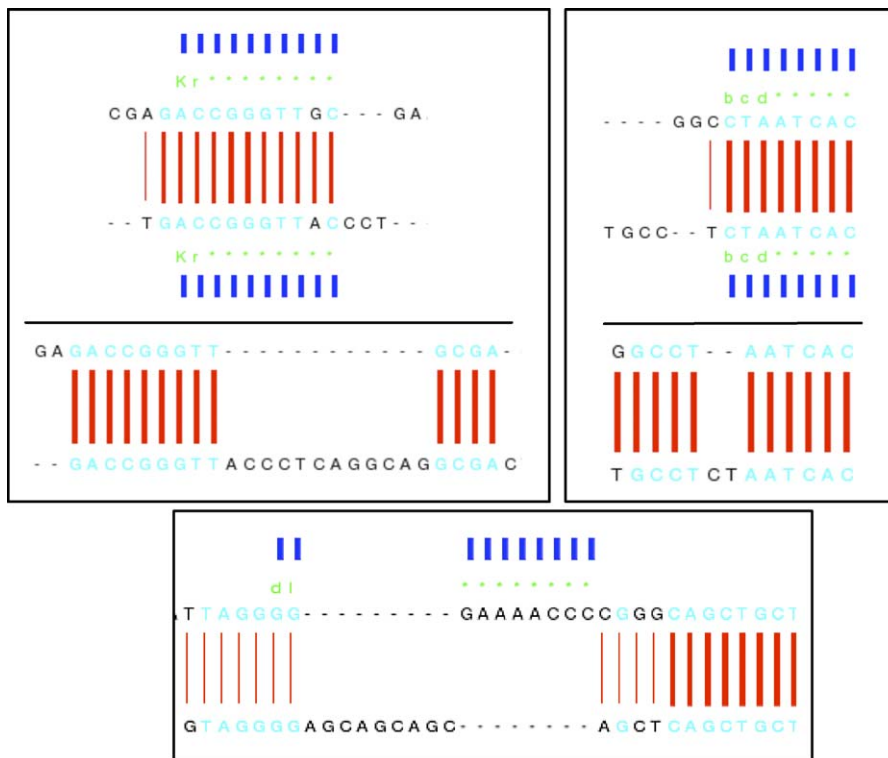 Kr********
CGAGACCGGGTTGC---GA
--TGACCGGGTTACCCT--
Kr********
GAGACCGGGTT------------GCGA-
--GACCGGGTTACCCTCAGGCAGGCGAC
bcd*****
----GGCCTAATCAC
TGCC--TCTAATCAC
bcd*****
GGCCT--AATCAC
TGCCTCTAATCAC
dl ********
TTAGGGG---------GAAAACCCCGGGCAGCTGCT
GTAGGGGAGCAGCAGC--------AGCTCAGCTGCT